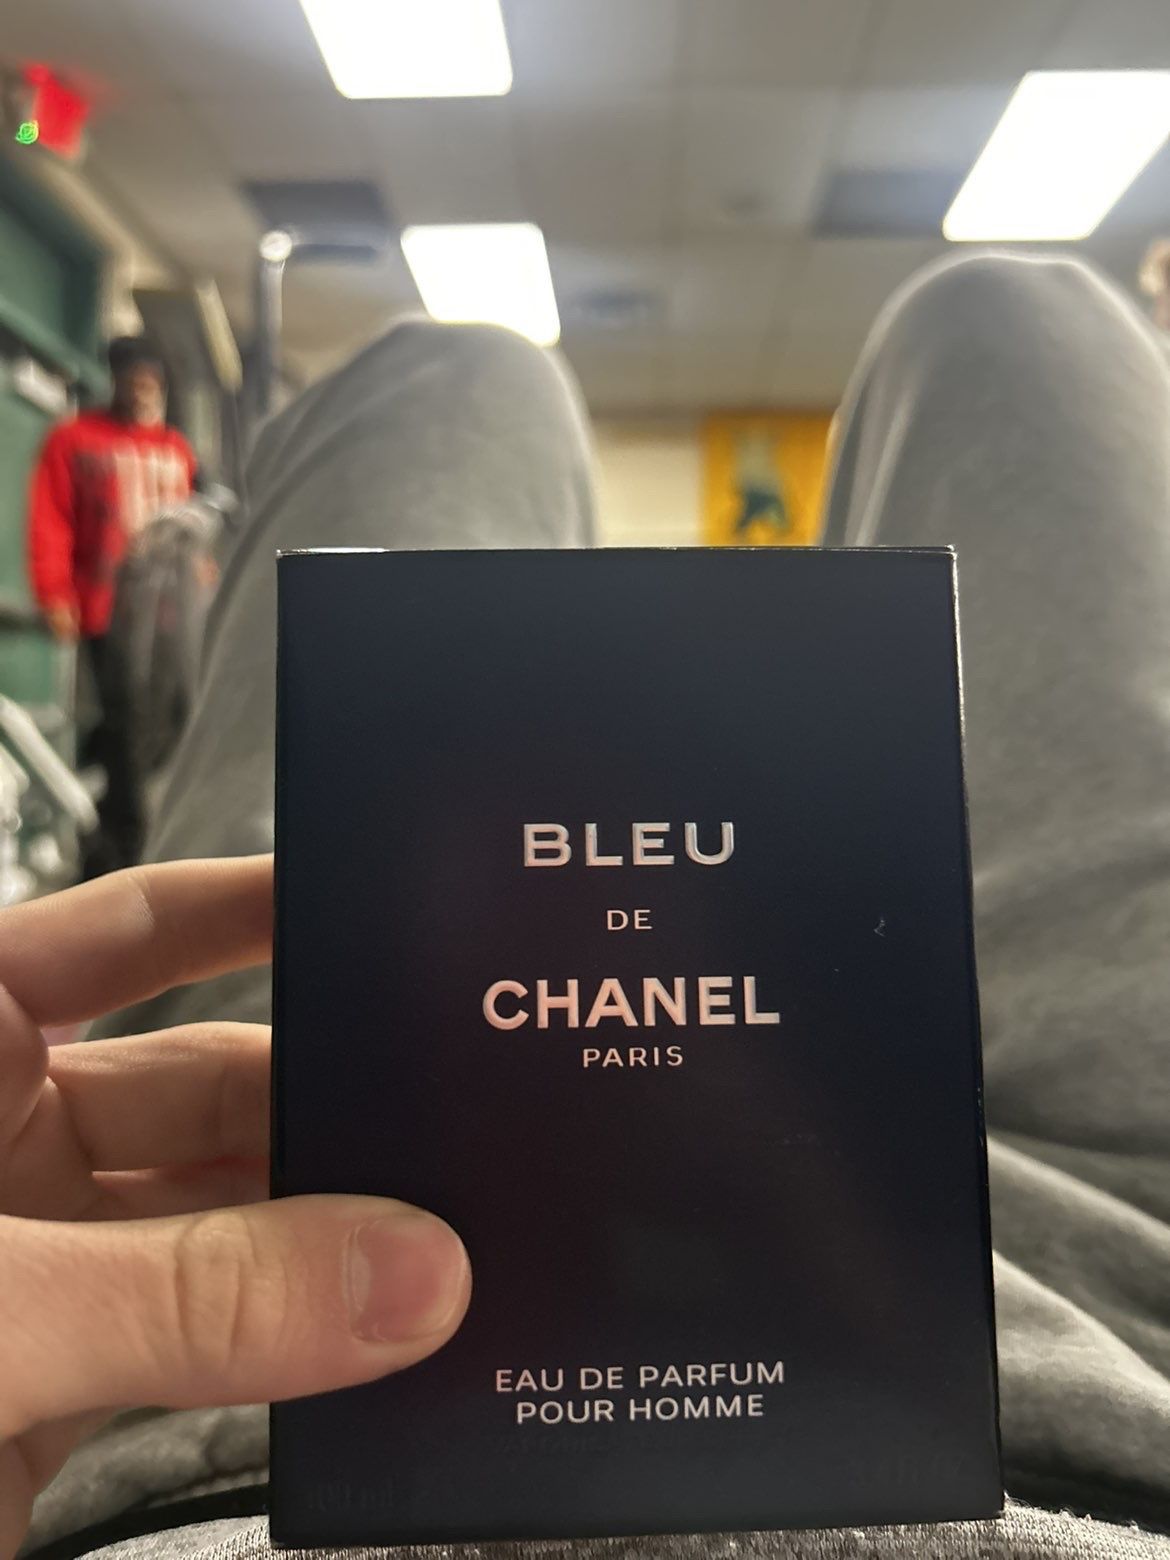 BLEU
DE
CHANEL
PARIS
EAU DE PARFUM
POUR HOMME